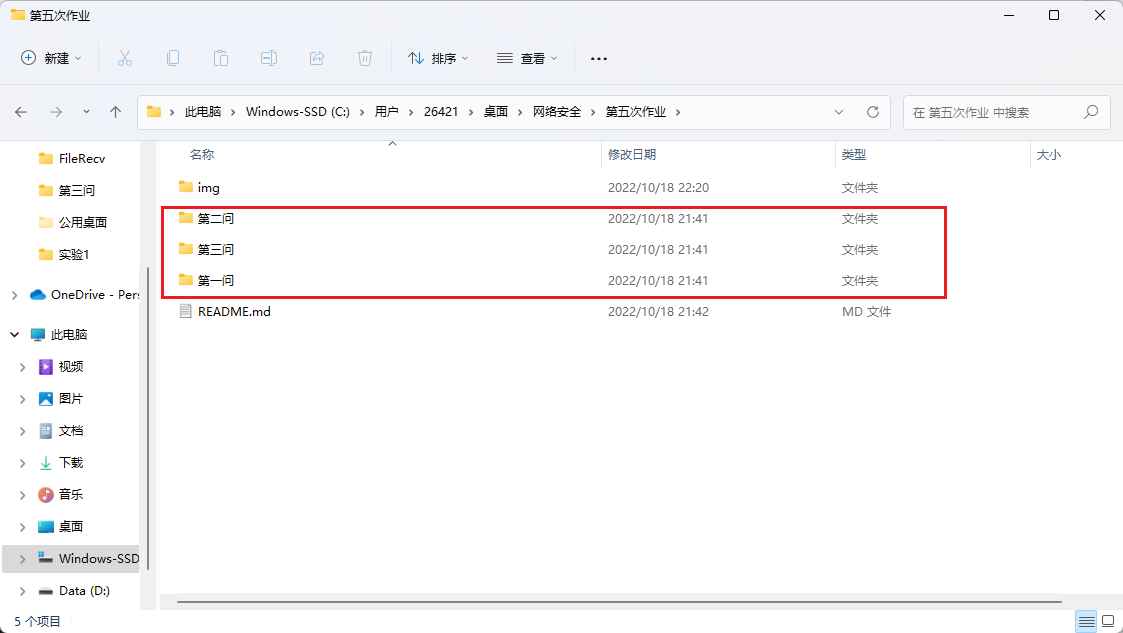 第五次作业
新建 排序 查看
此电脑 Windows-SSD (C:) 用户 26421 桌面 网络安全 第五次作业 在 第五次作业 中搜索
名称 修改日期 类型 大小
FileRecv
第三问
公用桌面
实验1
OneDrive - Pers
此电脑
视频
图片
文档
下载
音乐
桌面
Windows-SSD
Data (D:)
img 2022/10/18 22:20 文件夹
第二问 2022/10/18 21:41 文件夹
第三问 2022/10/18 21:41 文件夹
第一问 2022/10/18 21:41 文件夹
README.md 2022/10/18 21:42 MD 文件
5 个项目